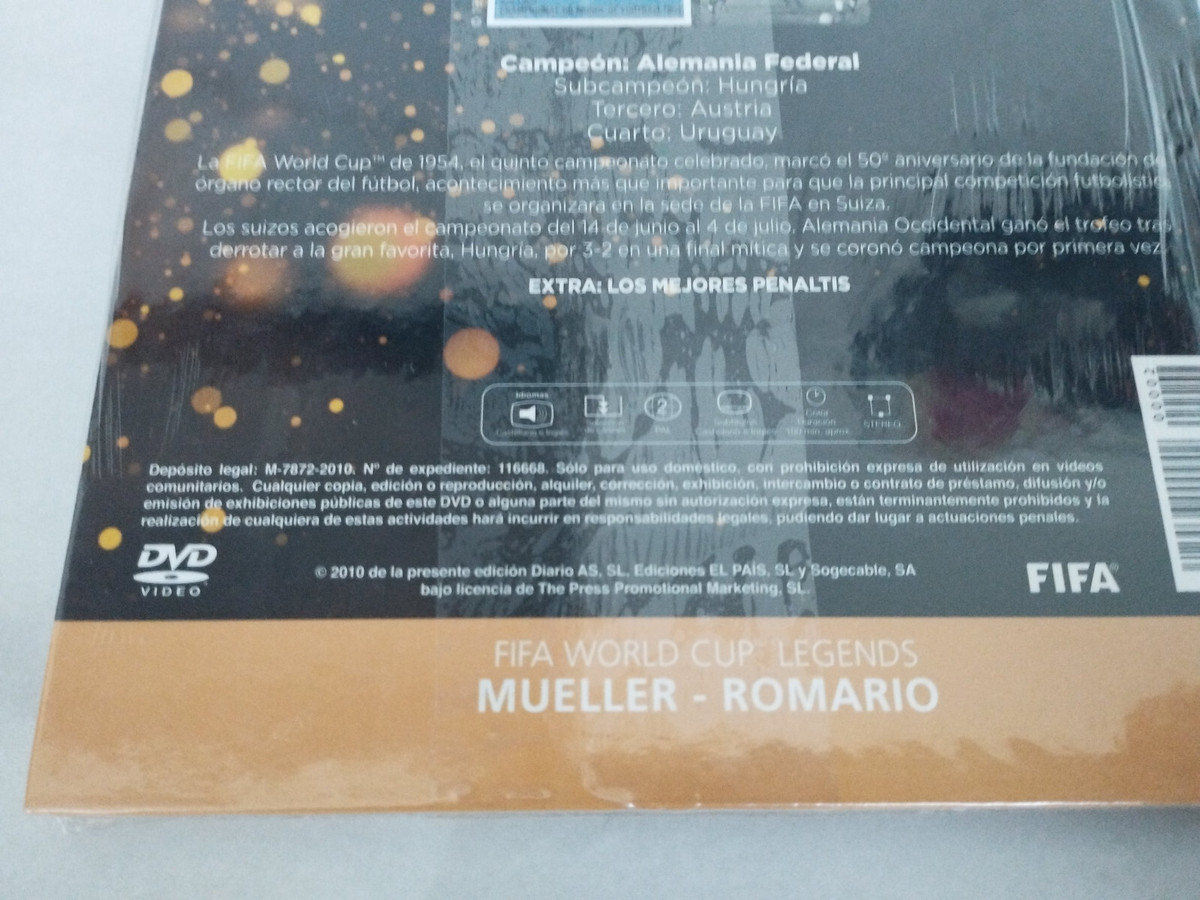 Campeón: Alemania Federal
Subcampeón: Hungría
Tercero: Austria
Cuarto: Uruguay
La FIFA World Cup™ de 1954, el quinto campeonato celebrado, marcó el 50º aniversario de la fundación de
órgano rector del fútbol, acontecimiento más que importante para que la principal competición futbolística
se organizara en la sede de la FIFA en Suiza.
Los suizos acogieron el campeonato del 14 de junio al 4 de julio. Alemania Occidental ganó el trofeo tras
derrotar a la gran favorita, Hungría, por 3-2 en una final mítica y se coronó campeona por primera vez.
EXTRA: LOS MEJORES PENALTIS
Idiomas
Castellano e Inglés
2
PAL
Subtítulos
Color
STEREO
00002
Depósito legal: M-7872-2010. Nº de expediente: 116668. Sólo para uso doméstico, con prohibición expresa de utilización en videos
comunitarios. Cualquier copia, edición o reproducción, alquiler, corrección, exhibición, intercambio o contrato de préstamo, difusión y/o
emisión de exhibiciones públicas de este DVD o alguna parte del mismo sin autorización expresa, están terminantemente prohibidos y la
realización de cualquiera de estas actividades hará incurrir en responsabilidades legales, pudiendo dar lugar a actuaciones penales.
DVD
VIDEO
© 2010 de la presente edición Diario AS, SL, Ediciones EL PAÍS, SL y Sogecable, SA
bajo licencia de The Press Promotional Marketing, SL.
FIFA®
FIFA WORLD CUP™ LEGENDS
MUELLER - ROMARIO